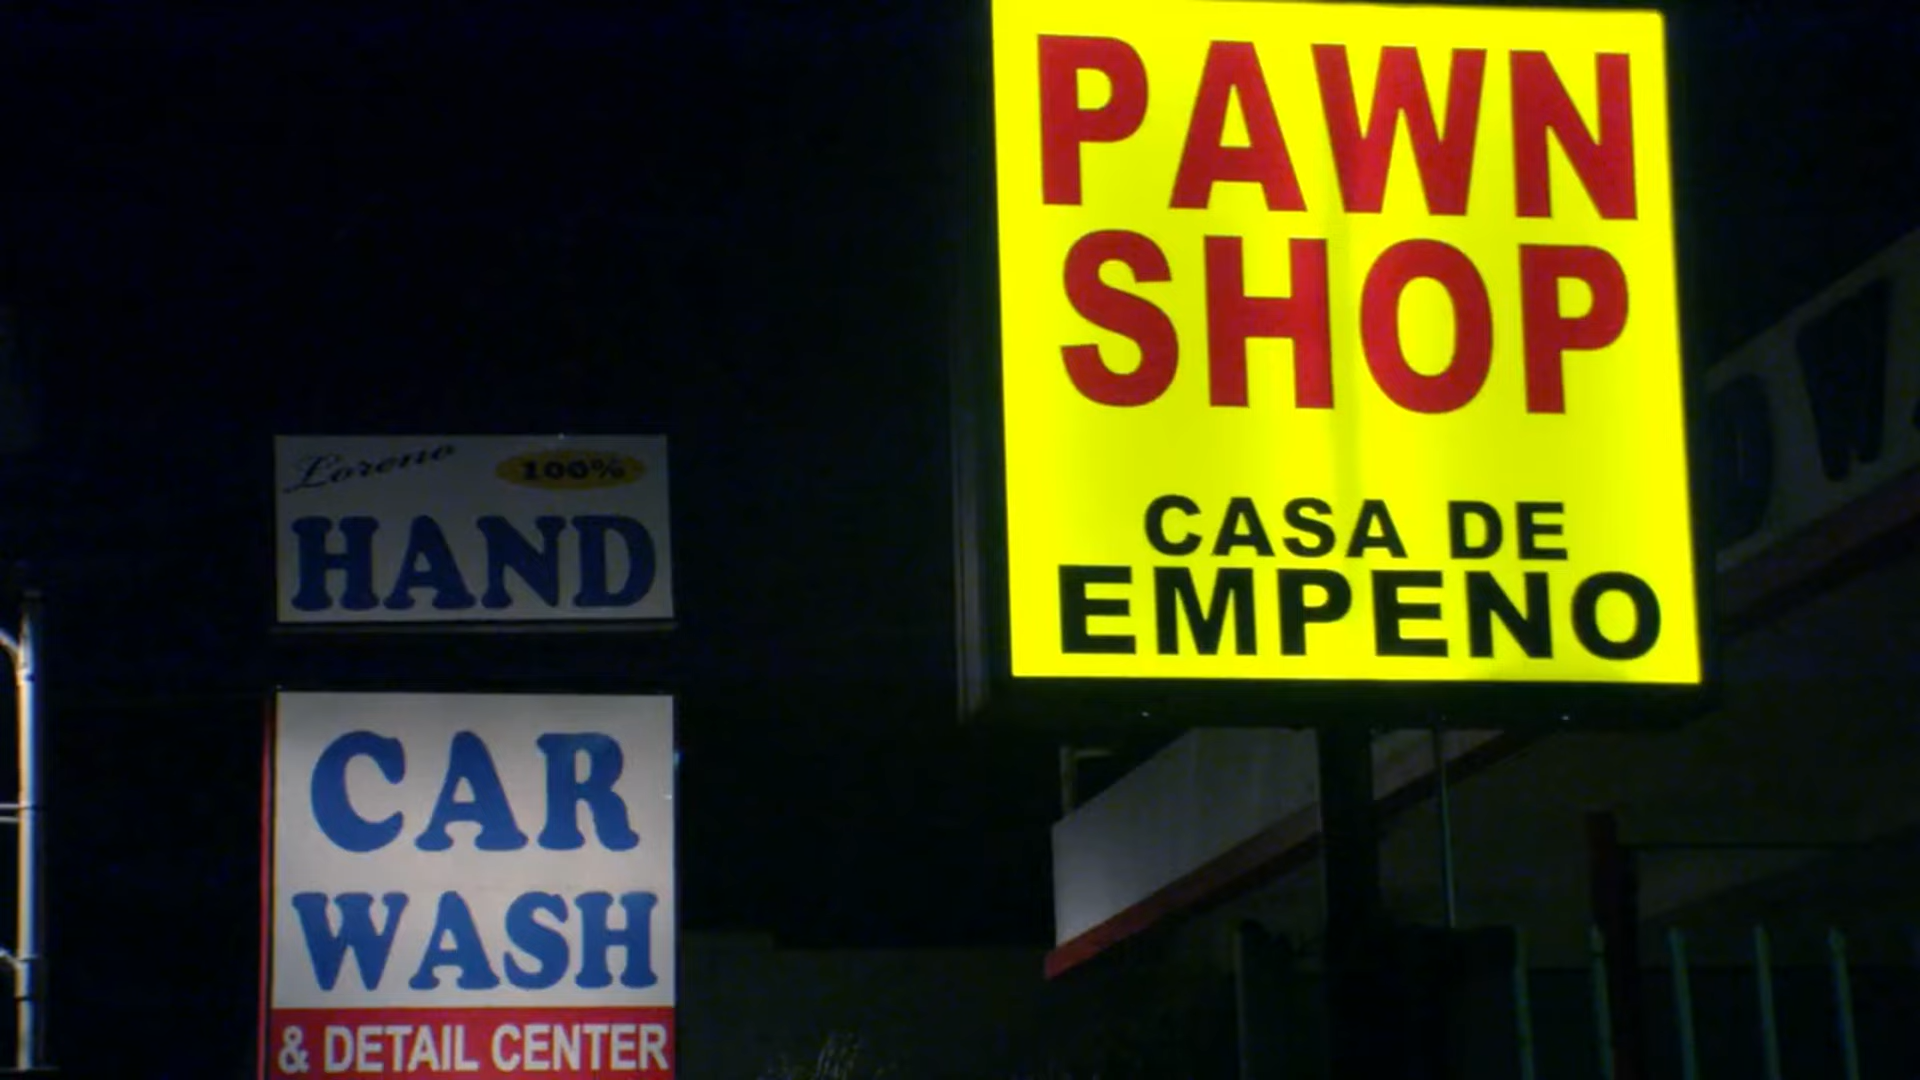 Loreno 100%
HAND
CAR
WASH
& DETAIL CENTER
PAWN
SHOP
CASA DE
EMPENO